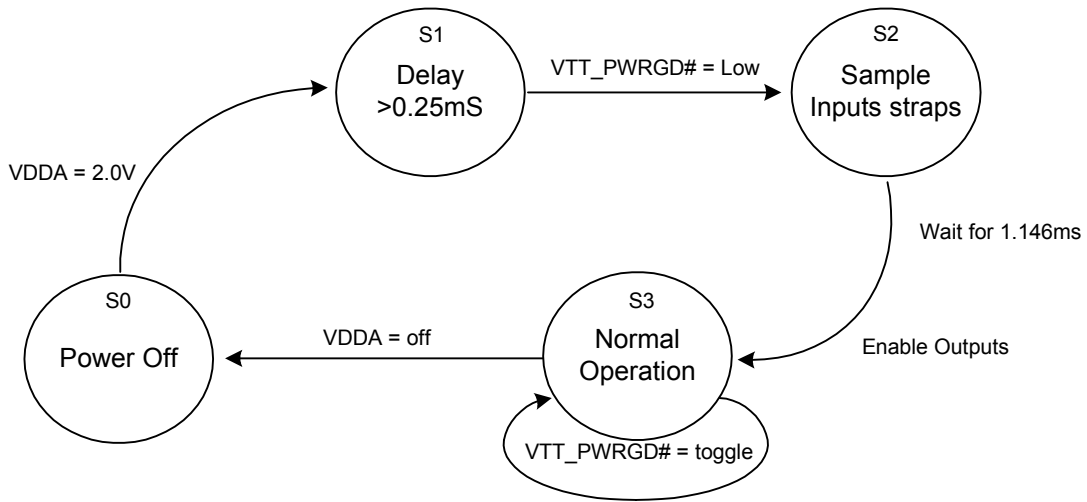 S1
Delay
>0.25mS
VTT_PWRGD# = Low
S2
Sample
Inputs straps
VDDA = 2.0V
Wait for 1.146ms
S0
Power Off
VDDA = off
S3
Normal
Operation
Enable Outputs
VTT_PWRGD# = toggle